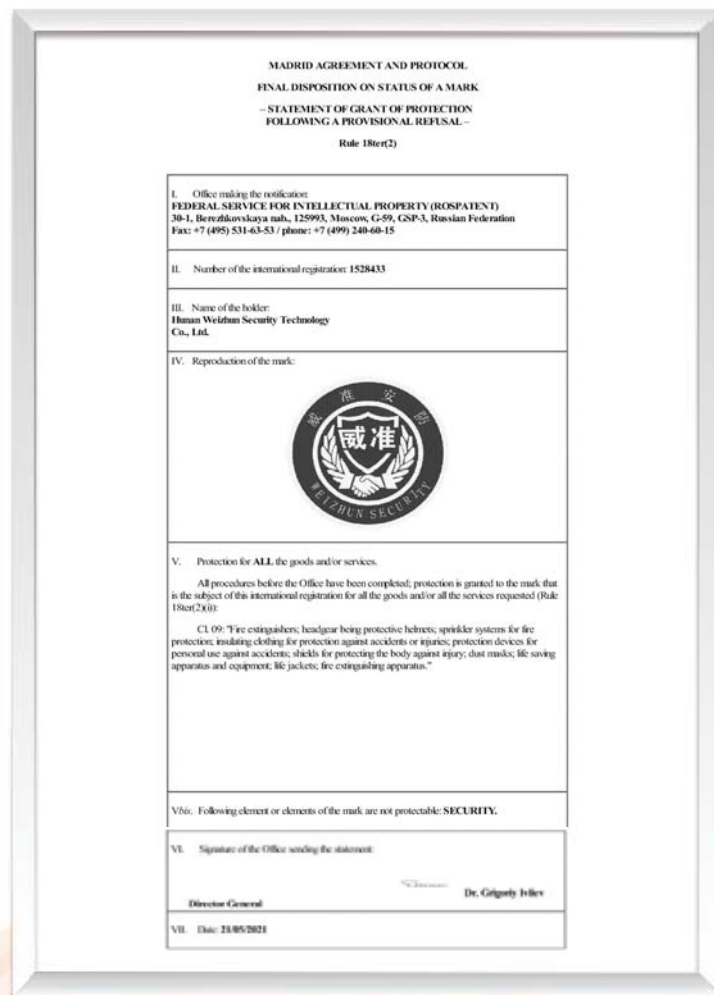 MADRID AGREEMENT AND PROTOCOL
FINAL DISPOSITION ON STATUS OF A MARK
– STATEMENT OF GRANT OF PROTECTION
FOLLOWING A PROVISIONAL REFUSAL –
Rule 18ter(2)
I. Office making the notification:
FEDERAL SERVICE FOR INTELLECTUAL PROPERTY (ROSPATENT)
30-1, Berezhkovskaya nab., 125993, Moscow, G-59, GSP-3, Russian Federation
Fax: +7 (495) 531-63-53 / phone: +7 (499) 240-60-15
II. Number of the international registration: 1528433
III. Name of the holder:
Hunan Weizhun Security Technology
Co., Ltd.
IV. Reproduction of the mark:
威准安防
威准
WEIZHUN SECURITY
V. Protection for ALL the goods and/or services.
All procedures before the Office have been completed; protection is granted to the mark that
is the subject of this international registration for all the goods and/or all the services requested (Rule
18ter(2)(i)):
Cl. 09: "Fire extinguishers; headgear being protective helmets; sprinkler systems for fire
protection; insulating clothing for protection against accidents or injuries; protection devices for
personal use against accidents; shields for protecting the body against injury; dust masks; life saving
apparatus and equipment; life jackets; fire extinguishing apparatus."
Vbis. Following element or elements of the mark are not protectable: SECURITY.
VI. Signature of the Office sending the statement:
Dr. Grigoriy Ivliev
Director General
VII. Date: 21/05/2021